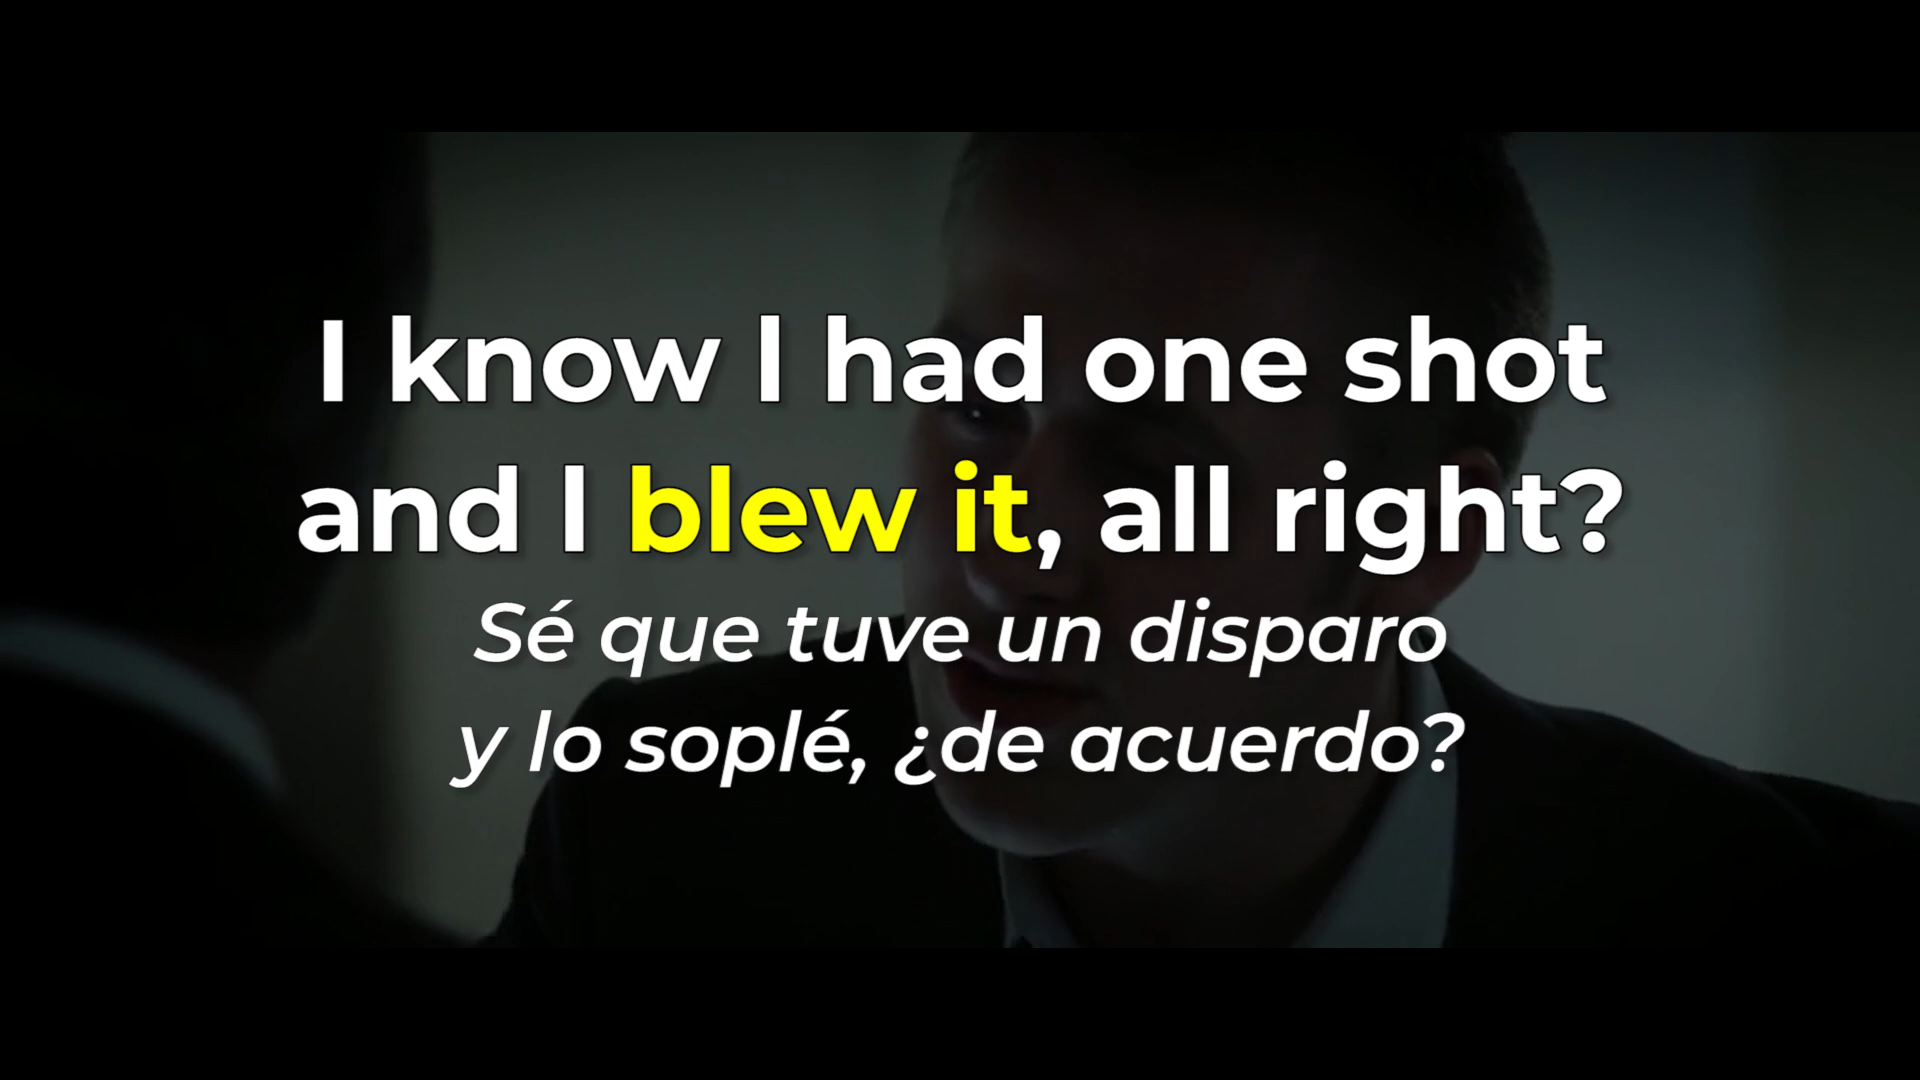 I know I had one shot
and I blew it, all right?
Sé que tuve un disparo
y lo soplé, ¿de acuerdo?